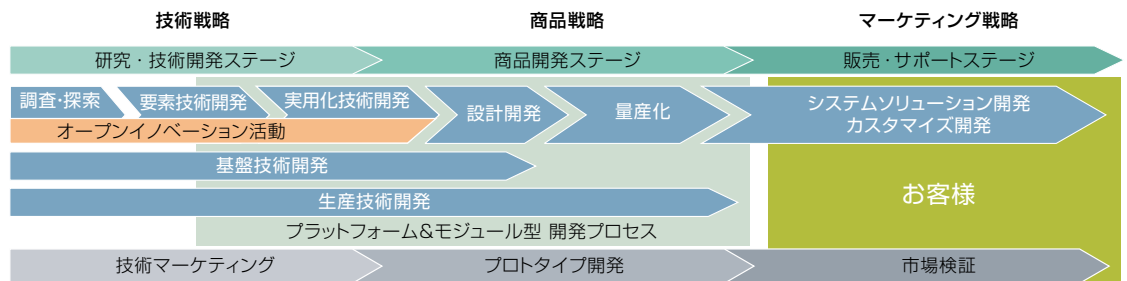 技術戦略
商品戦略
マーケティング戦略
研究・技術開発ステージ
商品開発ステージ
販売・サポートステージ
調査・探索
要素技術開発
実用化技術開発
設計開発
量産化
システムソリューション開発
カスタマイズ開発
オープンイノベーション活動
基盤技術開発
生産技術開発
お客様
プラットフォーム&モジュール型 開発プロセス
技術マーケティング
プロトタイプ開発
市場検証